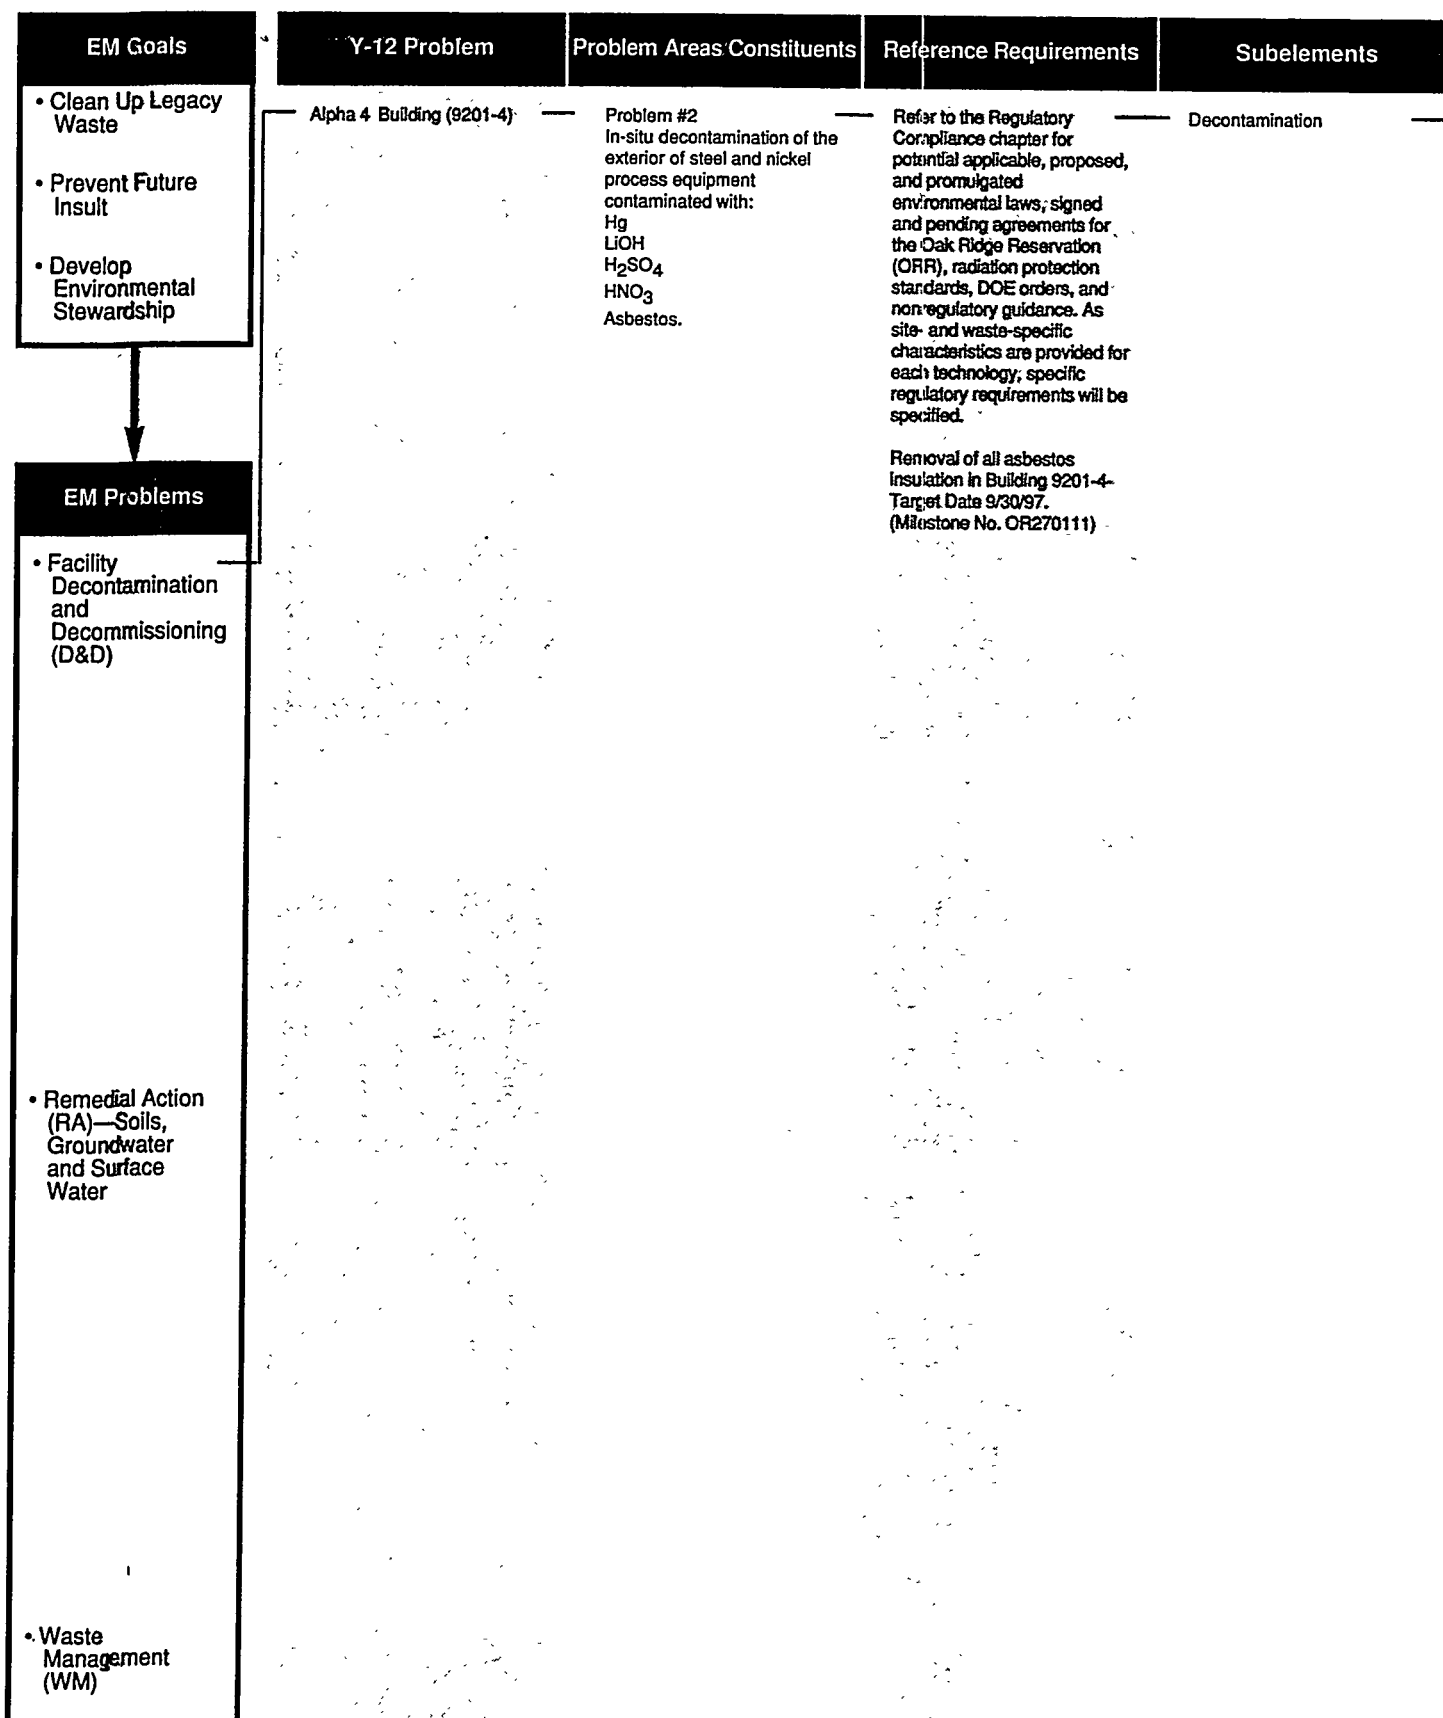 EM Goals
• Clean Up Legacy
Waste
• Prevent Future
Insult
• Develop
Environmental
Stewardship
EM Problems
• Facility
Decontamination
and
Decommissioning
(D&D)
• Remedial Action
(RA)—Soils,
Groundwater
and Surface
Water
• Waste
Management
(WM)
Y-12 Problem
Alpha 4 Building (9201-4)
Problem Areas/Constituents
Problem #2
In-situ decontamination of the
exterior of steel and nickel
process equipment
contaminated with:
Hg
LiOH
H2SO4
HNO3
Asbestos.
Reference Requirements
Refer to the Regulatory
Compliance chapter for
potential applicable, proposed,
and promulgated
environmental laws, signed
and pending agreements for
the Oak Ridge Reservation
(ORR), radiation protection
standards, DOE orders, and
nonregulatory guidance. As
site- and waste-specific
characteristics are provided for
each technology, specific
regulatory requirements will be
specified.
Removal of all asbestos
insulation in Building 9201-4-
Target Date 9/30/97.
(Milestone No. OR270111)
Subelements
Decontamination